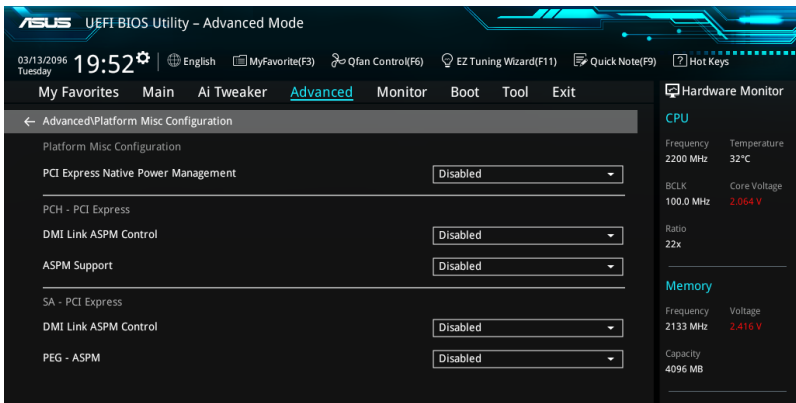 ASUS UEFI BIOS Utility – Advanced Mode
03/13/2096
Tuesday
19:52
English
MyFavorite(F3)
Qfan Control(F6)
EZ Tuning Wizard(F11)
Quick Note(F9)
? Hot Keys
My Favorites Main Ai Tweaker Advanced Monitor Boot Tool Exit
Hardware Monitor
← Advanced\Platform Misc Configuration
Platform Misc Configuration
PCI Express Native Power Management Disabled
PCH - PCI Express
DMI Link ASPM Control Disabled
ASPM Support Disabled
SA - PCI Express
DMI Link ASPM Control Disabled
PEG - ASPM Disabled
CPU
Frequency Temperature
2200 MHz 32°C
BCLK Core Voltage
100.0 MHz 2.064 V
Ratio
22x
Memory
Frequency Voltage
2133 MHz 2.416 V
Capacity
4096 MB